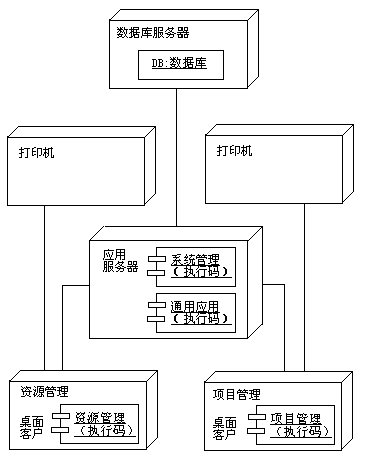 数据库服务器
DB:数据库
打印机
打印机
应用
服务器
系统管理
(执行码)
通用应用
(执行码)
资源管理
桌面
客户
资源管理
(执行码)
项目管理
桌面
客户
项目管理
(执行码)